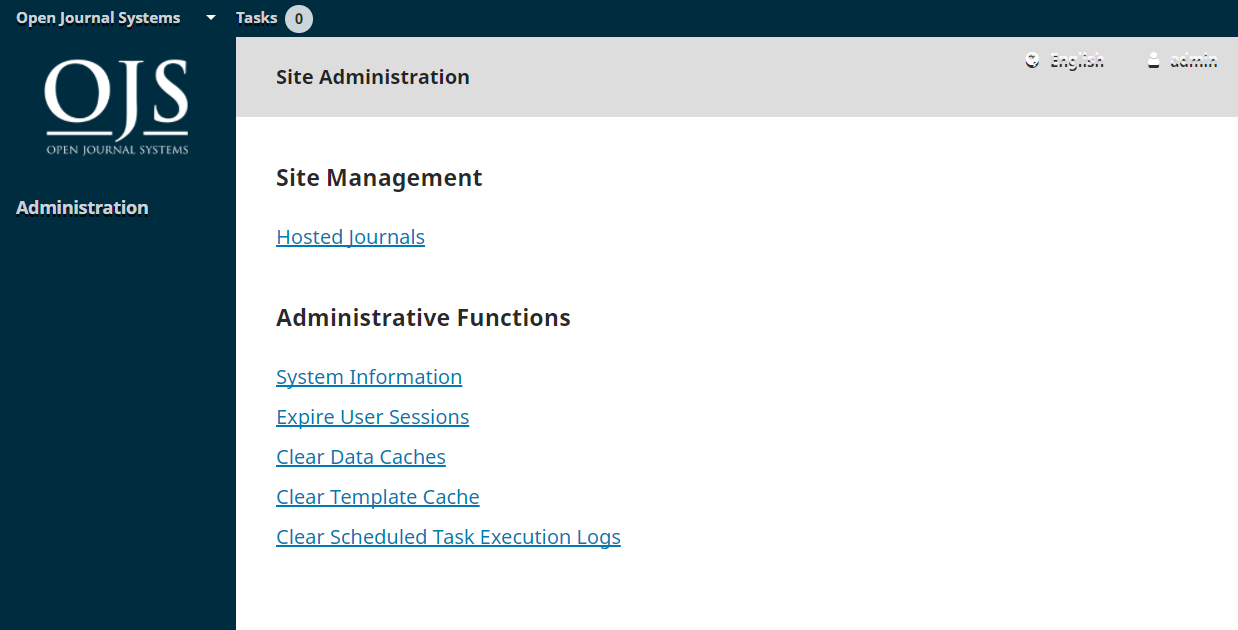 Open Journal Systems
Tasks 0
English
admin
OJS
OPEN JOURNAL SYSTEMS
Administration
Site Administration
Site Management
Hosted Journals
Administrative Functions
System Information
Expire User Sessions
Clear Data Caches
Clear Template Cache
Clear Scheduled Task Execution Logs